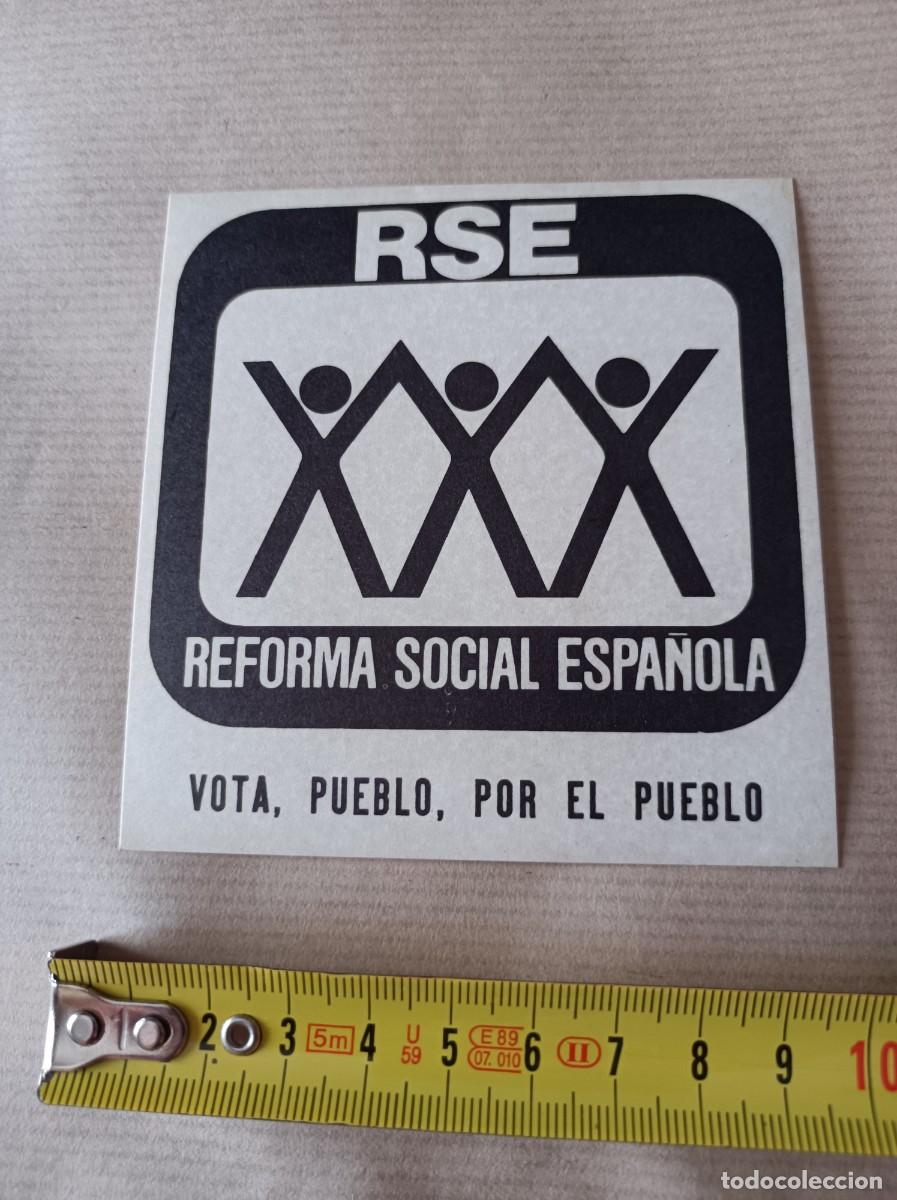 RSE
REFORMA SOCIAL ESPAÑOLA
VOTA, PUEBLO, POR EL PUEBLO
2 3 5m 4 U 59 5 E 89 07.010 6 II 7 8 9 10
todocoleccion